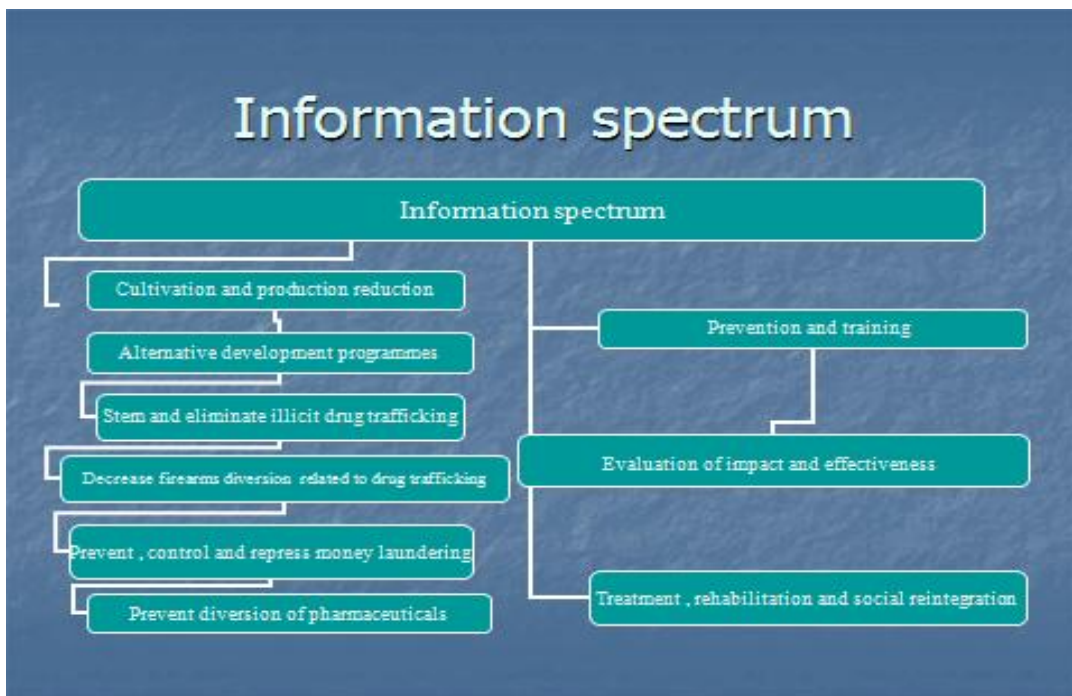 Information spectrum
Information spectrum
Cultivation and production reduction
Alternative development programmes
Stem and eliminate illicit drug trafficking
Decrease firearms diversion related to drug trafficking
Prevent , control and repress money laundering
Prevent diversion of pharmaceuticals
Prevention and training
Evaluation of impact and effectiveness
Treatment , rehabilitation and social reintegration